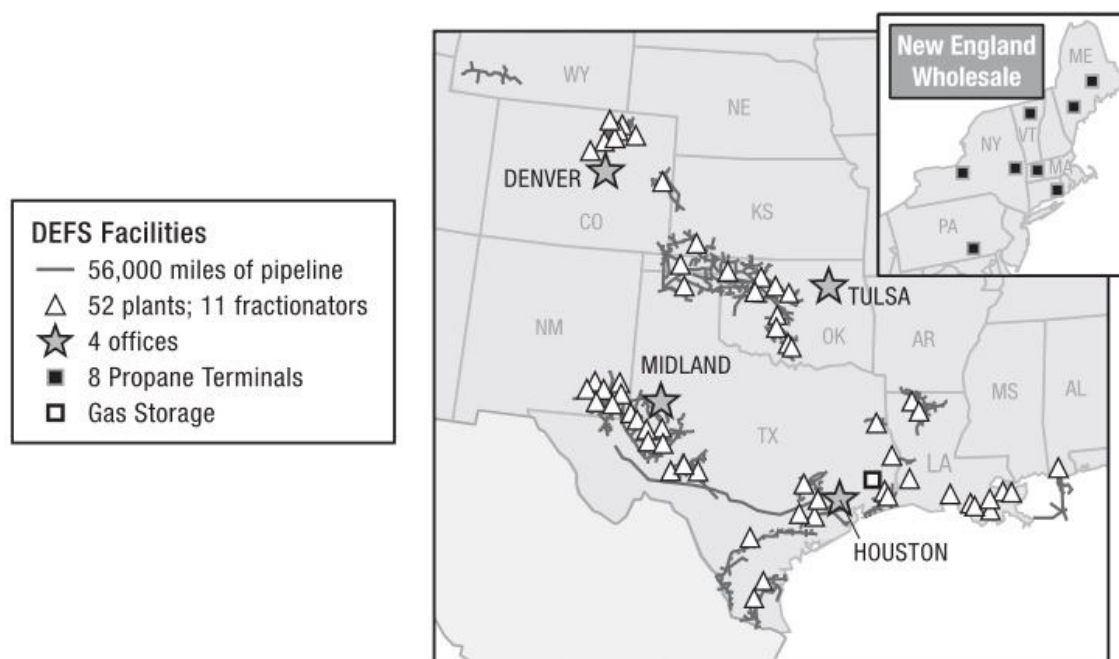 New England
Wholesale
ME
VT
NY
MA
PA
WY
NE
DENVER
CO
KS
TULSA
NM
OK
AR
MIDLAND
MS
AL
TX
LA
HOUSTON
DEFS Facilities
56,000 miles of pipeline
52 plants; 11 fractionators
4 offices
8 Propane Terminals
Gas Storage